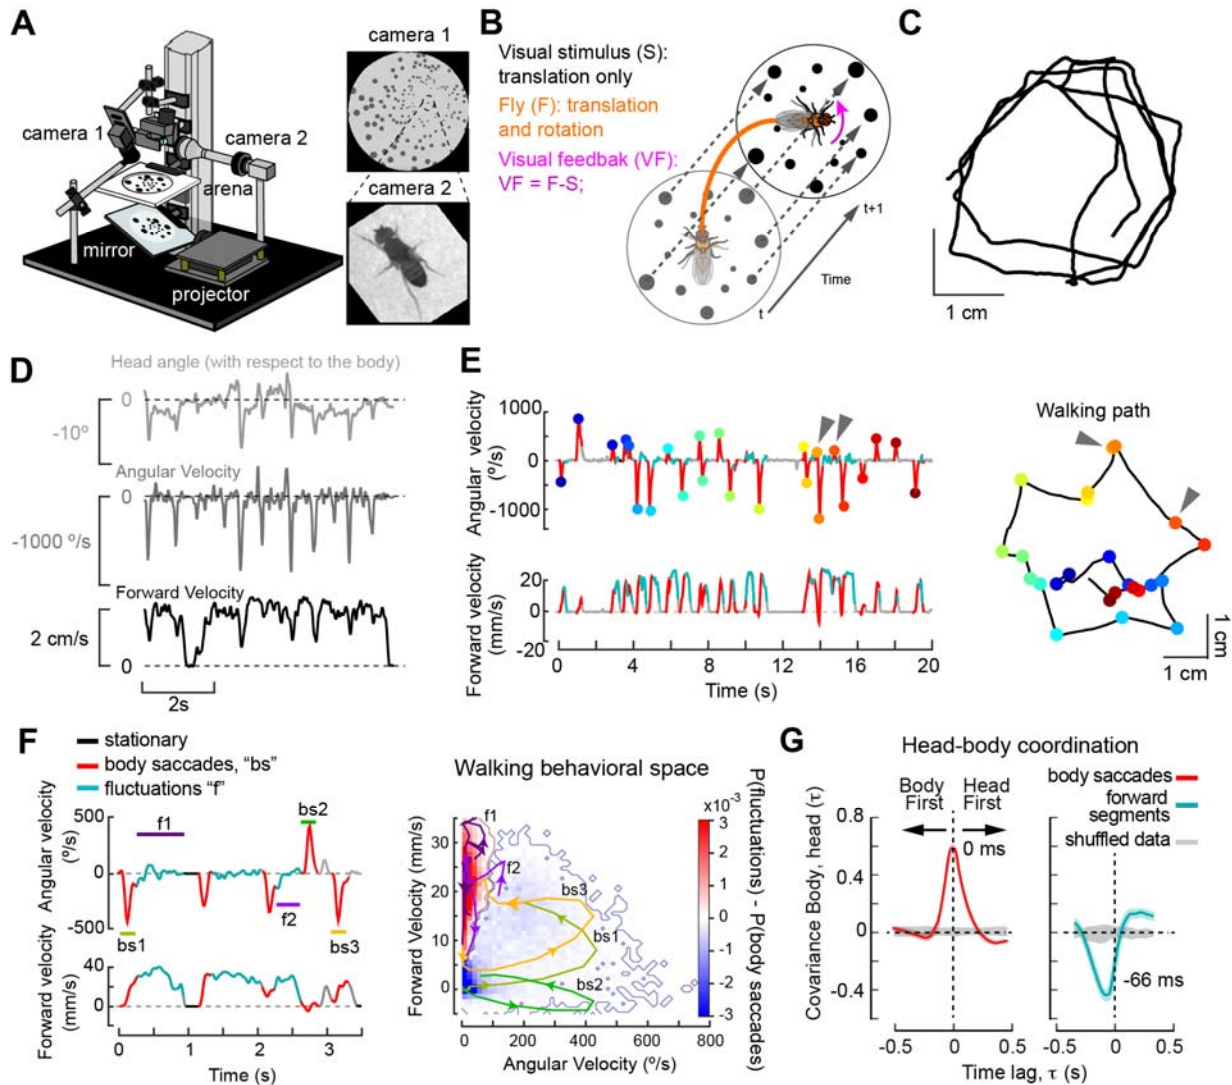 A
camera 1
camera 1
camera 2
arena
mirror
projector
camera 2
B
Visual stimulus (S):
translation only
Fly (F): translation
and rotation
Visual feedbak (VF):
VF = F-S;
t+1
Time
t
C
1 cm
D
Head angle (with respect to the body)
0
-10º
Angular Velocity
0
-1000 º/s
Forward Velocity
2 cm/s
0
2s
E
Angular velocity
(º/s)
1000
0
-1000
Forward velocity
(mm/s)
20
0
-20
0 4 8 12 16 20
Time (s)
Walking path
1 cm
1 cm
F
stationary
body saccades, "bs"
fluctuations "f"
Angular velocity
(º/s)
500
0
-500
f1
bs2
f2
bs1
bs3
Forward velocity
(mm/s)
40
0
0 1 2 3
Time (s)
Walking behavioral space
Forward Velocity (mm/s)
30
20
10
0
f1
f2
bs3
bs1
bs2
0 200 400 600 800
Angular Velocity (º/s)
x10-3
3
2
1
0
-1
-2
-3
P(fluctuations) - P(body saccades)
G
Head-body coordination
Body
First
Head
First
0 ms
body saccades
forward
segments
shuffled data
Covariance Body, head (τ)
0.8
0.4
0
-0.4
-66 ms
-0.5 0 0.5
-0.5 0 0.5
Time lag, τ (s)